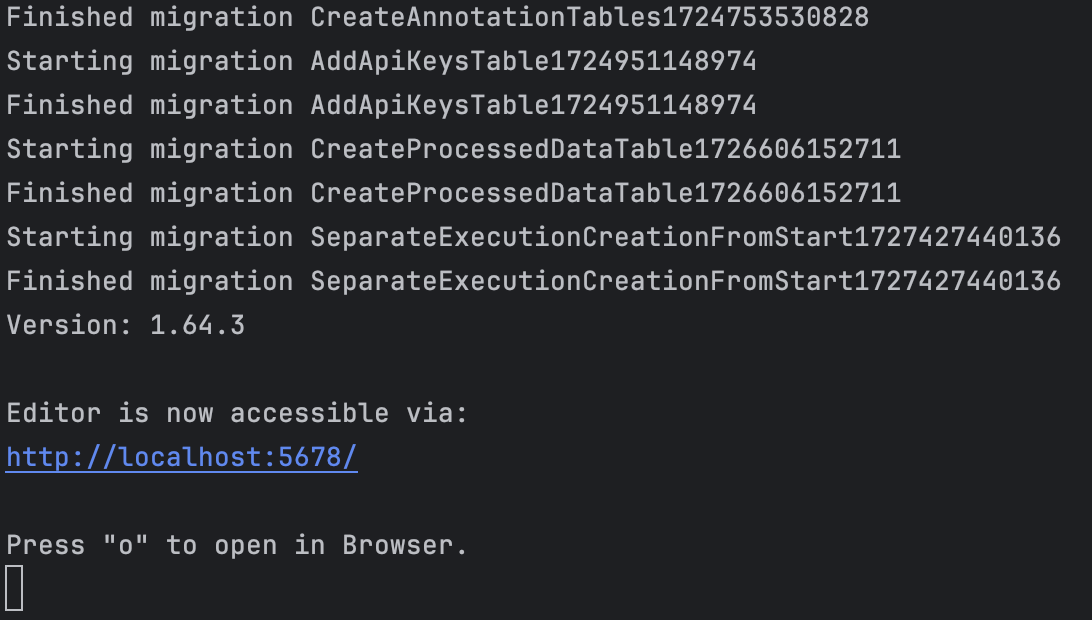 Finished migration CreateAnnotationTables1724753530828
Starting migration AddApiKeysTable1724951148974
Finished migration AddApiKeysTable1724951148974
Starting migration CreateProcessedDataTable1726606152711
Finished migration CreateProcessedDataTable1726606152711
Starting migration SeparateExecutionCreationFromStart1727427440136
Finished migration SeparateExecutionCreationFromStart1727427440136
Version: 1.64.3
Editor is now accessible via:
http://localhost:5678/
Press "o" to open in Browser.